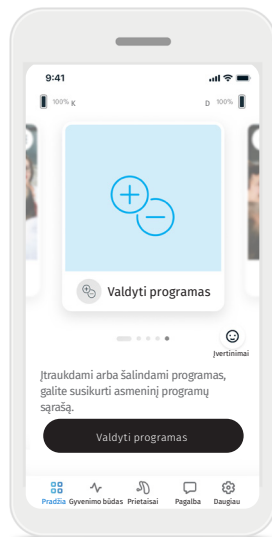 9:41
100% K
D 100%
Valdyti programas
Įvertinimai
Įtraukdami arba šalindami programas,
galite susikurti asmeninį programų
sąrašą.
Valdyti programas
Pradžia Gyvenimo būdas Prietaisai Pagalba Daugiau